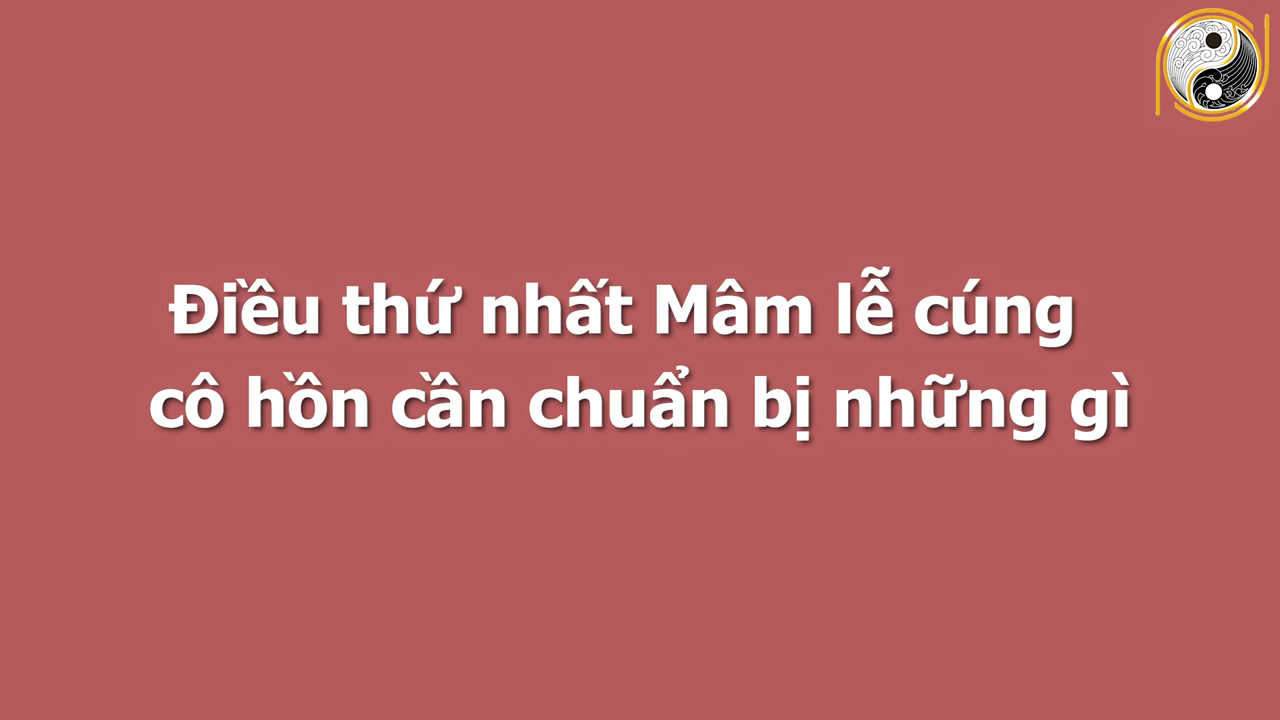 Điều thứ nhất Mâm lễ cúng
cô hồn cần chuẩn bị những gì